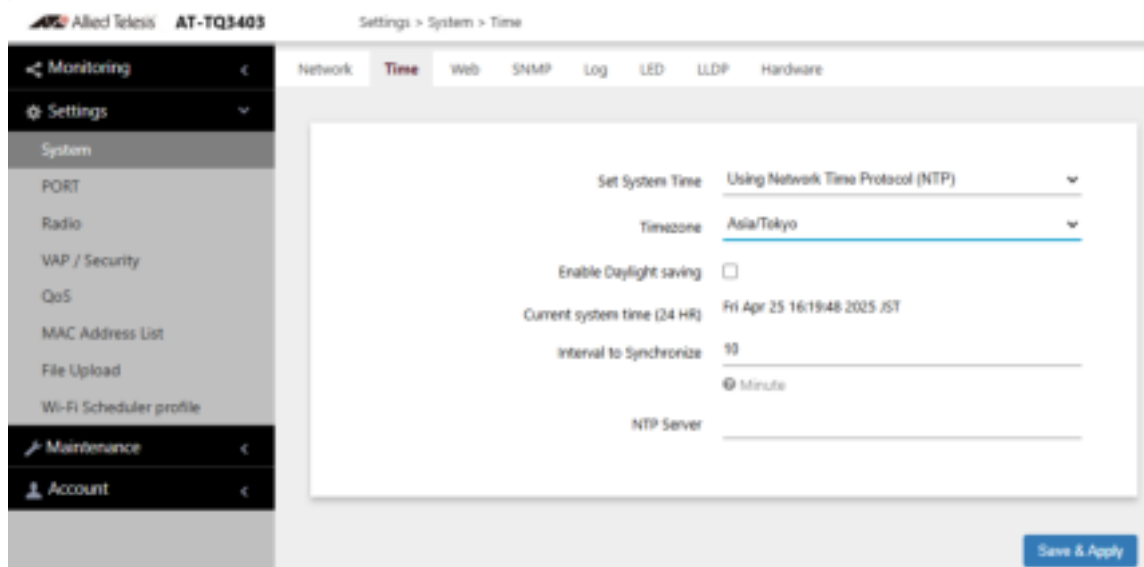 Allied Telesis AT-TQ3403 Settings > System > Time
Monitoring
Network Time Web SNMP Log LED LLDP Hardware
Settings
System
PORT
Radio
VAP / Security
QoS
MAC Address List
File Upload
Wi-Fi Scheduler profile
Maintenance
Account
Set System Time Using Network Time Protocol (NTP)
Timezone Asia/Tokyo
Enable Daylight saving
Current system time (24 HR) Fri Apr 25 16:19:48 2025 JST
Interval to Synchronize 10
Minute
NTP Server
Save & Apply